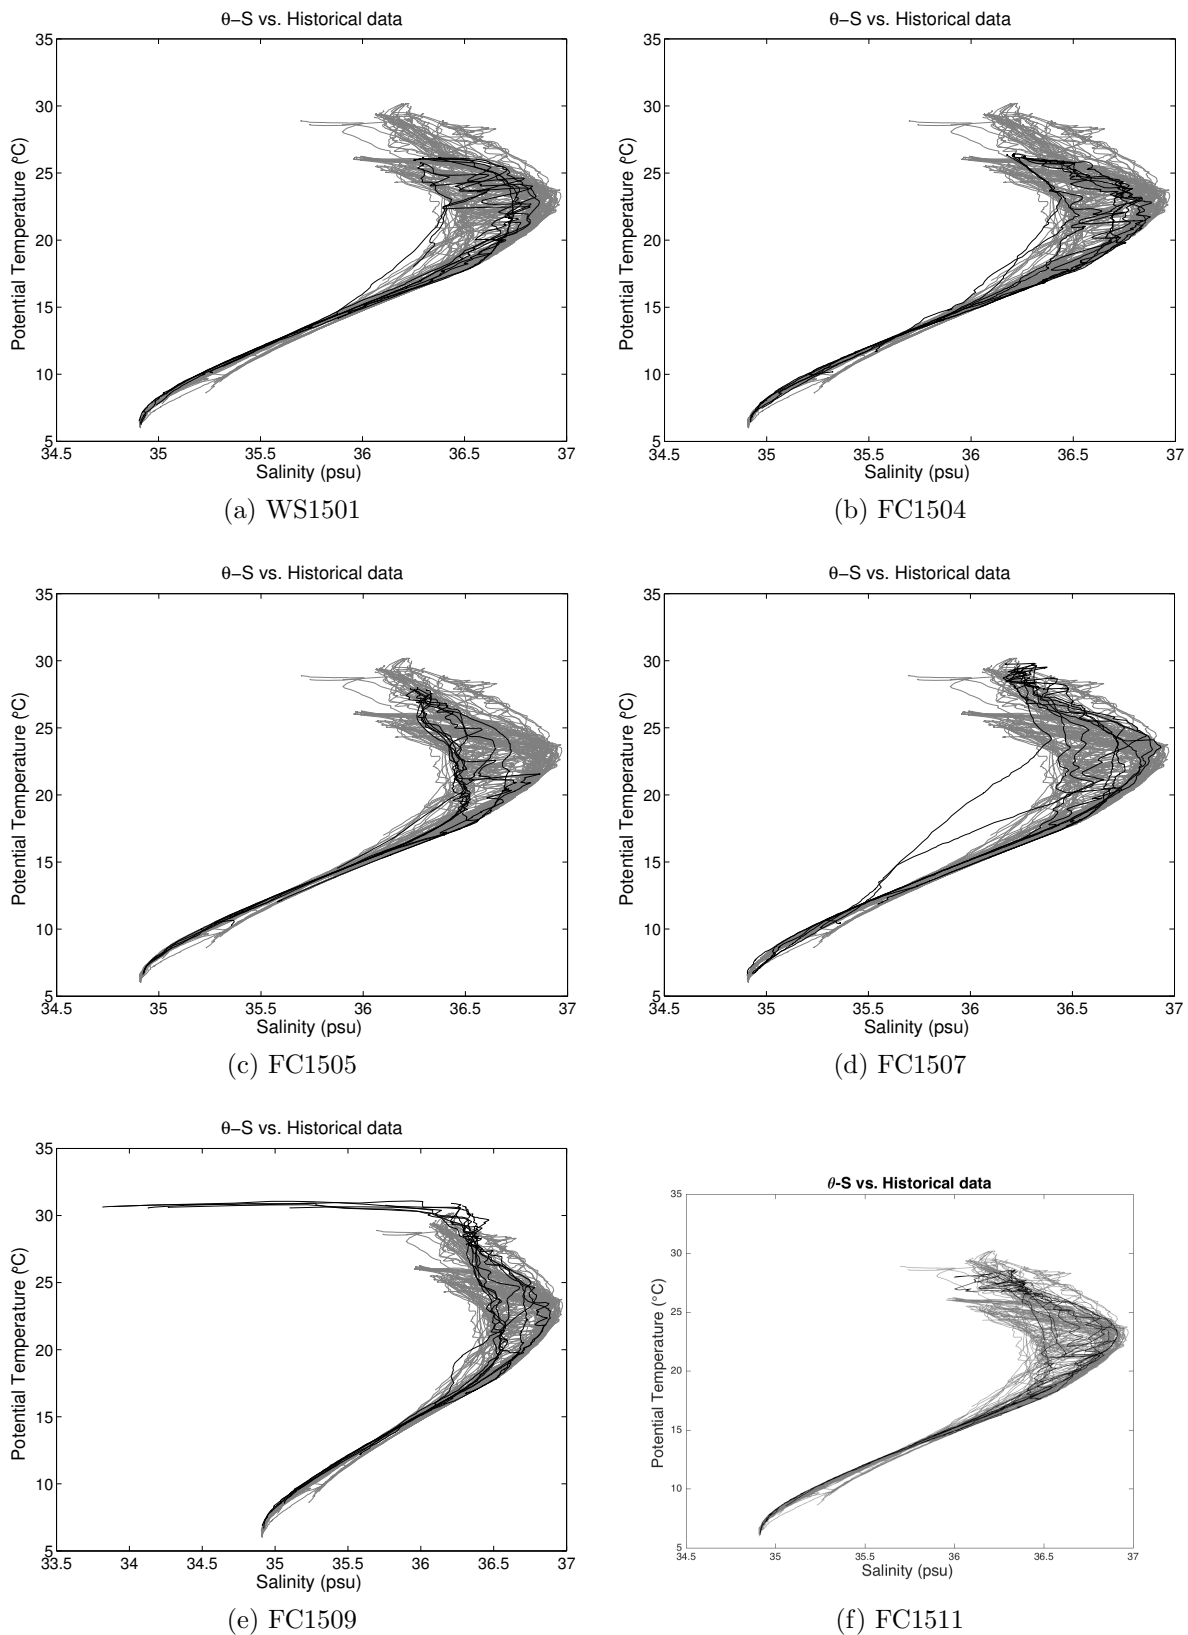 θ−S vs. Historical data
35
30
25
20
15
10
5
Potential Temperature (ºC)
34.5 35 35.5 36 36.5 37
Salinity (psu)
(a) WS1501
θ−S vs. Historical data
35
30
25
20
15
10
5
Potential Temperature (ºC)
34.5 35 35.5 36 36.5 37
Salinity (psu)
(b) FC1504
θ−S vs. Historical data
35
30
25
20
15
10
5
Potential Temperature (ºC)
34.5 35 35.5 36 36.5 37
Salinity (psu)
(c) FC1505
θ−S vs. Historical data
35
30
25
20
15
10
5
Potential Temperature (ºC)
34.5 35 35.5 36 36.5 37
Salinity (psu)
(d) FC1507
θ−S vs. Historical data
35
30
25
20
15
10
5
Potential Temperature (ºC)
33.5 34 34.5 35 35.5 36 36.5 37
Salinity (psu)
(e) FC1509
θ-S vs. Historical data
35
30
25
20
15
10
5
Potential Temperature (°C)
34.5 35 35.5 36 36.5 37
Salinity (psu)
(f) FC1511